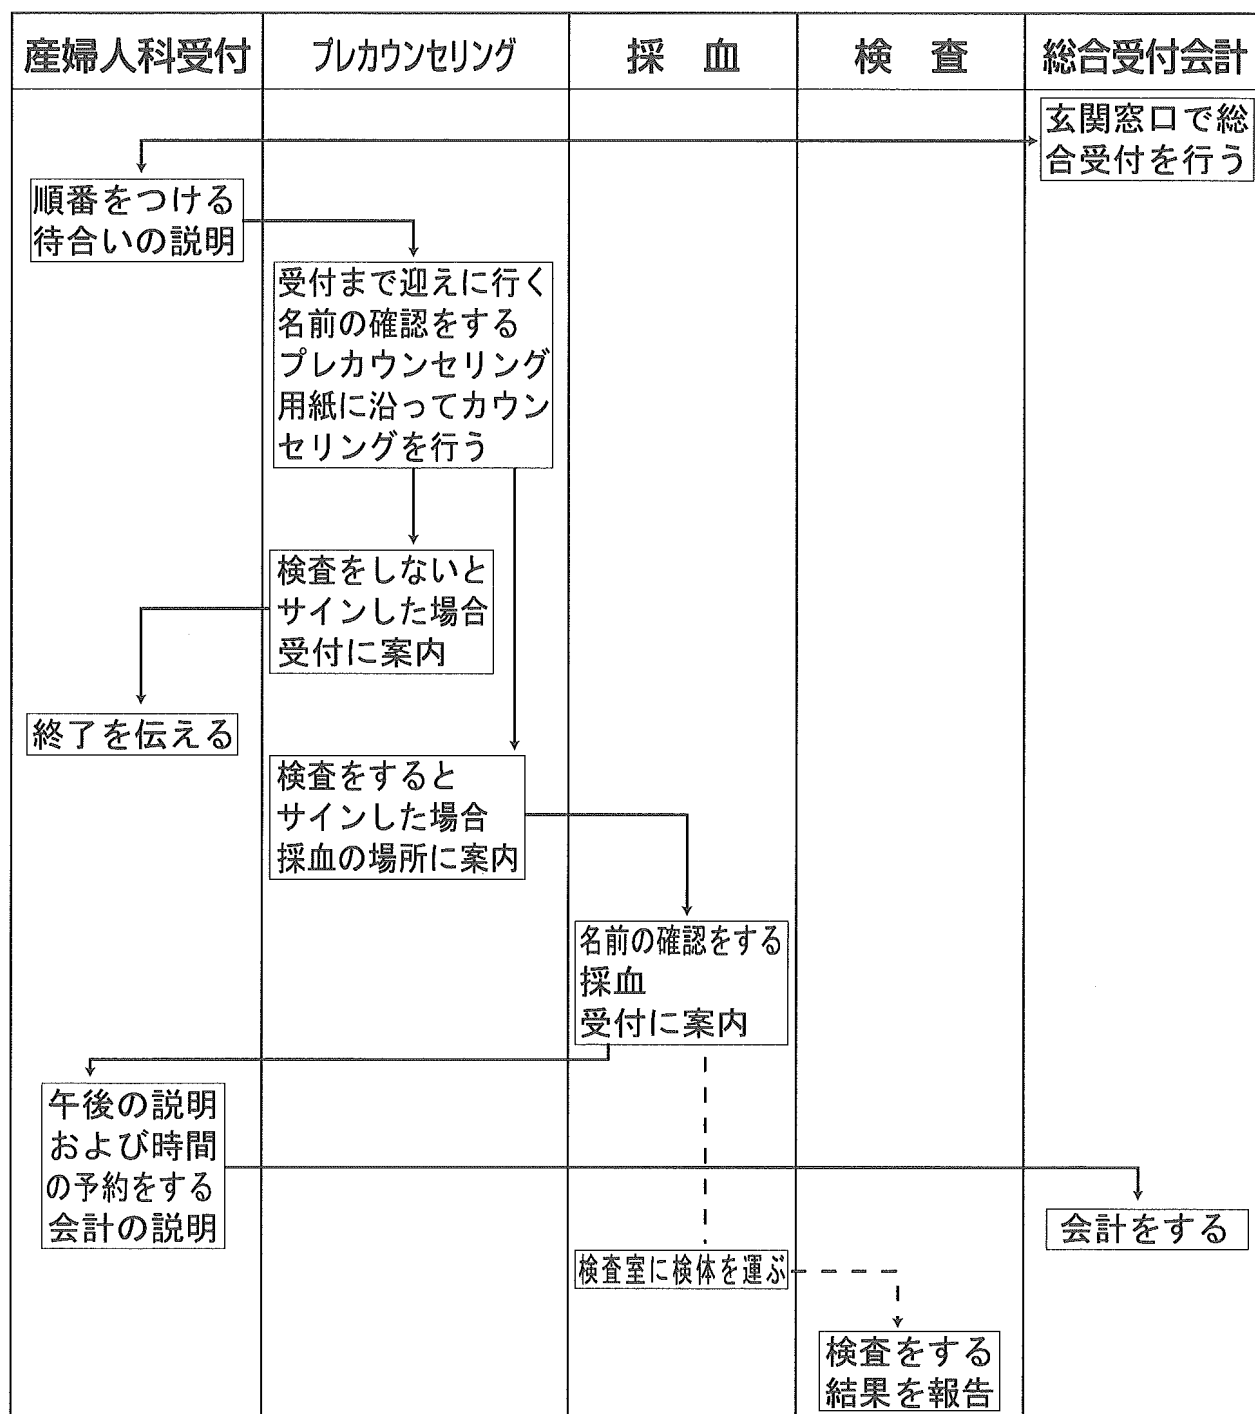 産婦人科受付
プレカウンセリング
採 血
検 査
総合受付会計
玄関窓口で総
合受付を行う
順番をつける
待合いの説明
受付まで迎えに行く
名前の確認をする
プレカウンセリング
用紙に沿ってカウン
セリングを行う
検査をしないと
サインした場合
受付に案内
終了を伝える
検査をすると
サインした場合
採血の場所に案内
名前の確認をする
採血
受付に案内
午後の説明
および時間
の予約をする
会計の説明
会計をする
検査室に検体を運ぶ
検査をする
結果を報告